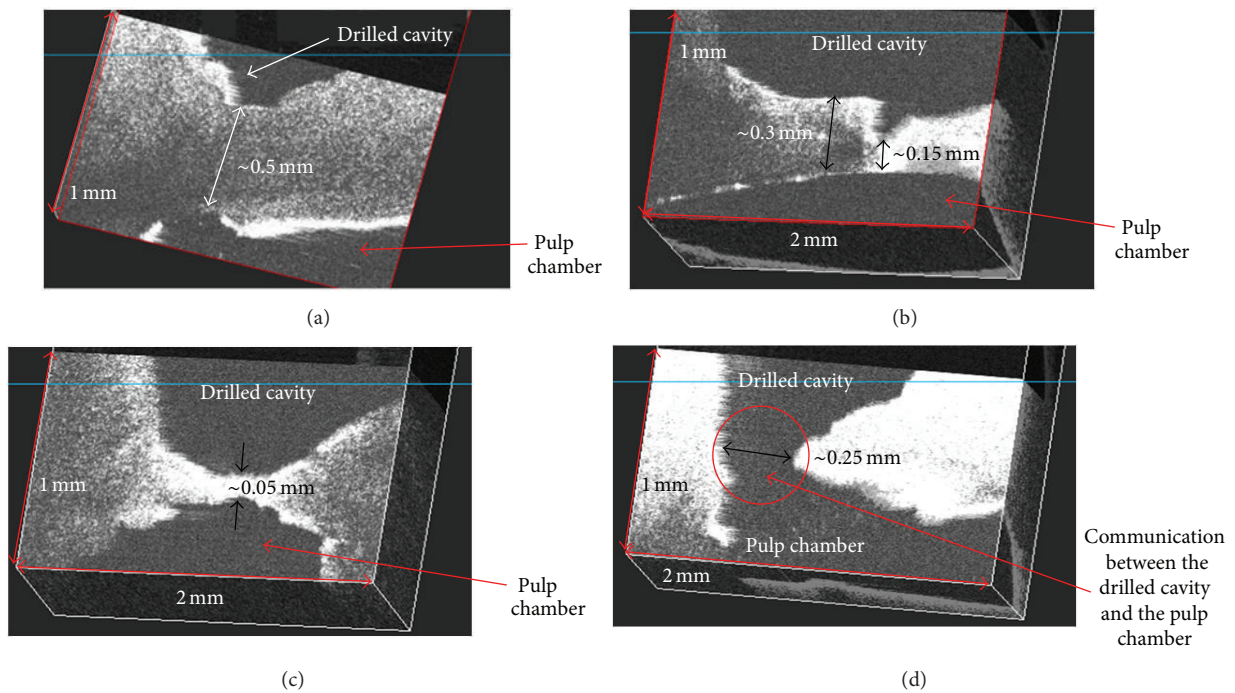 Drilled cavity
~0.5 mm
1 mm
Pulp
chamber
(a)
Drilled cavity
1 mm
~0.3 mm
~0.15 mm
2 mm
Pulp
chamber
(b)
Drilled cavity
1 mm
~0.05 mm
2 mm
Pulp
chamber
(c)
Drilled cavity
~0.25 mm
1 mm
Pulp chamber
2 mm
Communication
between the
drilled cavity
and the pulp
chamber
(d)